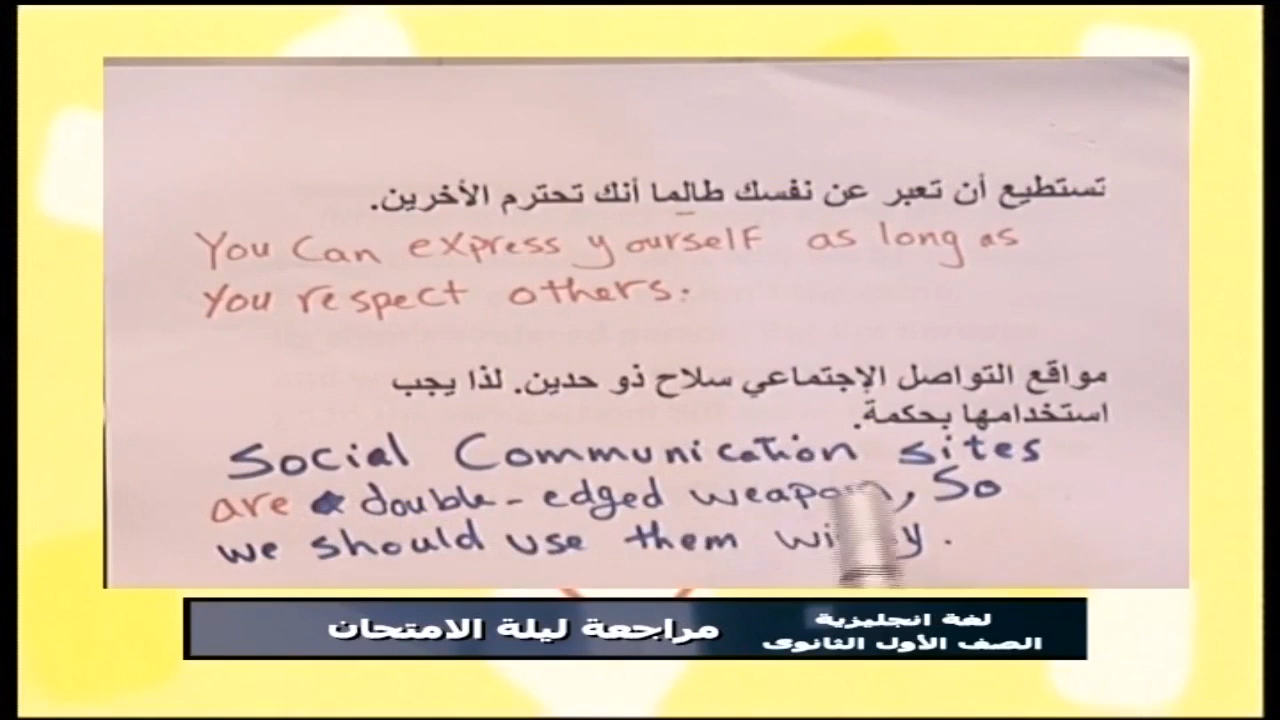 تستطيع أن تعبر عن نفسك طالما أنك تحترم الأخرين.
You Can express yourself as long as
you respect others.
مواقع التواصل الإجتماعي سلاح ذو حدين. لذا يجب
استخدامها بحكمة.
Social Communication sites
are a double-edged weapon, So
we should use them
لغة انجليزية
الصف الأول الثانوى
مراجعة ليلة الامتحان